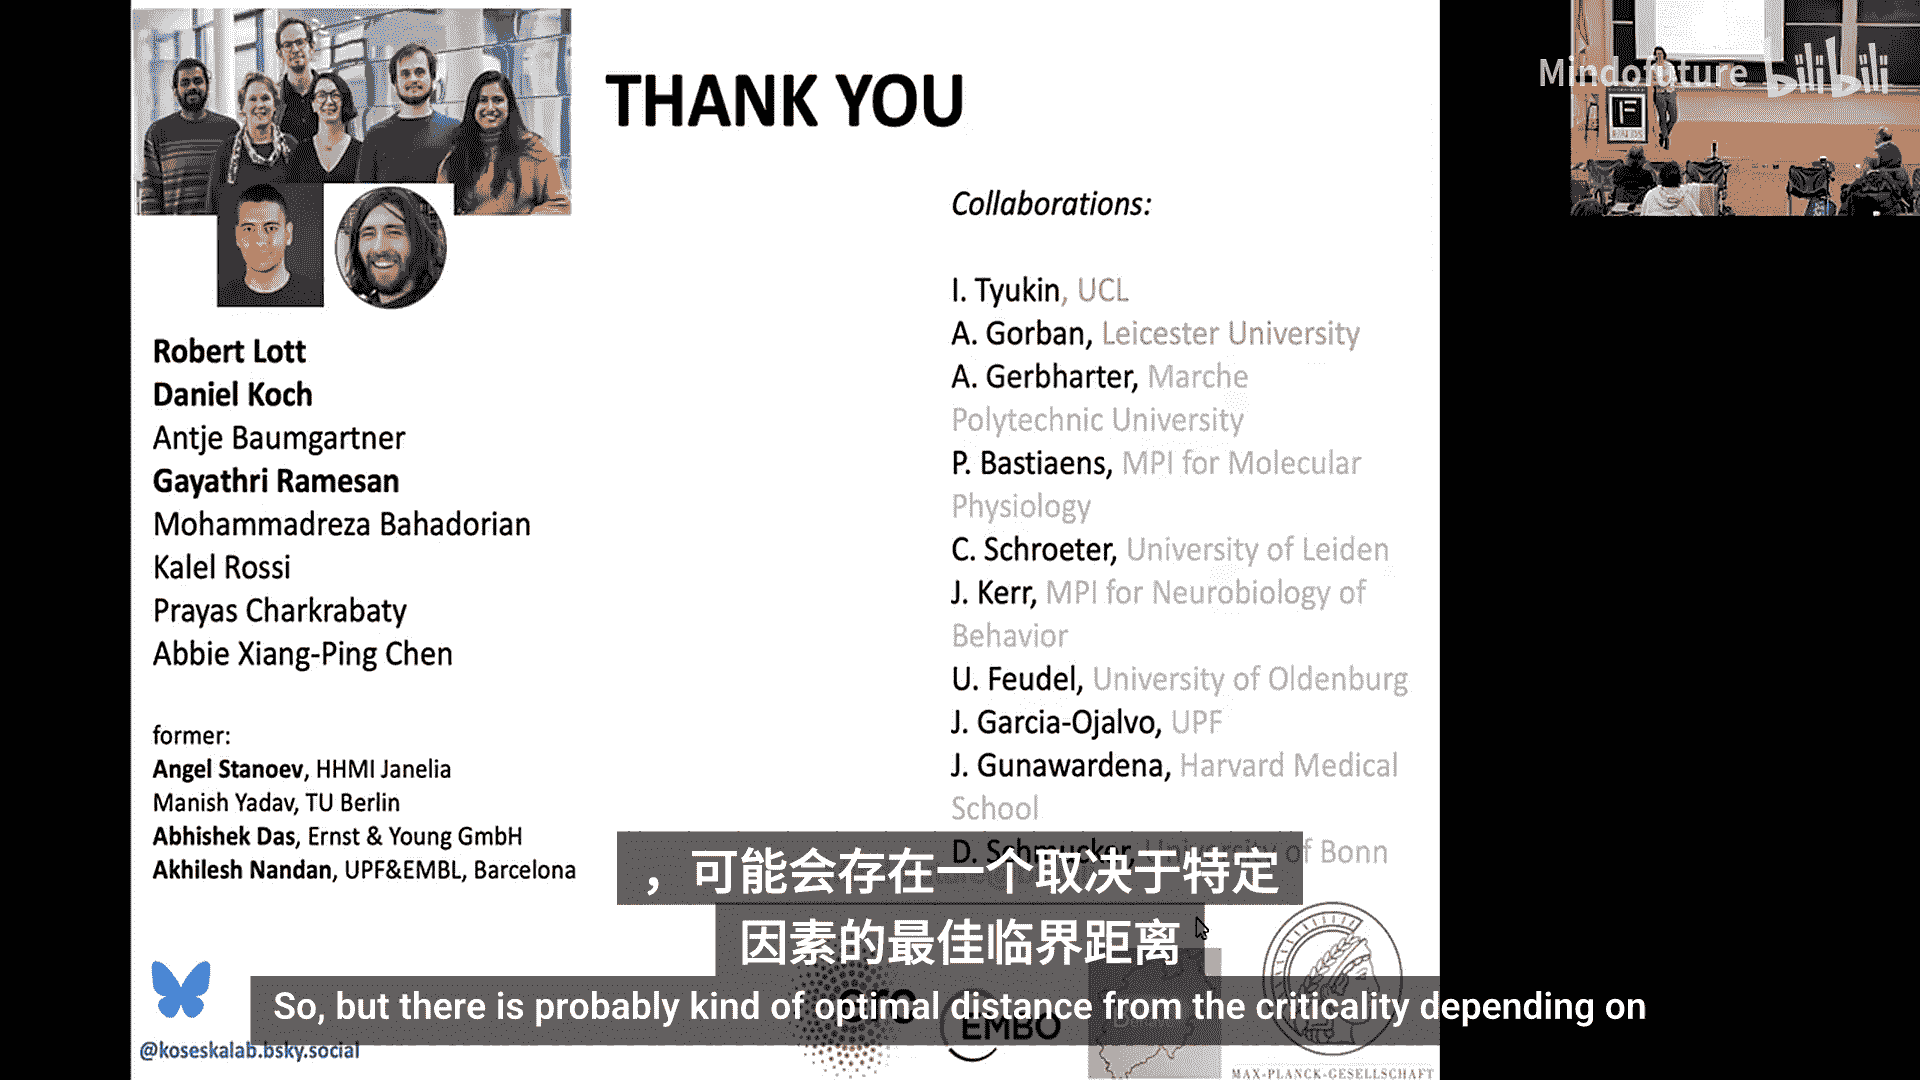 THANK YOU
Mindofuture bilibili
Collaborations:
I. Tyukin, UCL
A. Gorban, Leicester University
A. Gerbharter, Marche
Polytechnic University
P. Bastiaens, MPI for Molecular
Physiology
C. Schroeter, University of Leiden
J. Kerr, MPI for Neurobiology of
Behavior
U. Feudel, University of Oldenburg
J. Garcia-Ojalvo, UPF
J. Gunawardena, Harvard Medical
School
D. Schmucker, University of Bonn
Robert Lott
Daniel Koch
Antje Baumgartner
Gayathri Ramesan
Mohammadreza Bahadorian
Kalel Rossi
Prayas Charkrabaty
Abbie Xiang-Ping Chen
former:
Angel Stanoev, HHMI Janelia
Manish Yadav, TU Berlin
Abhishek Das, Ernst & Young GmbH
Akhilesh Nandan, UPF&EMBL, Barcelona
，可能会存在一个取决于特定
因素的最佳临界距离
So, but there is probably kind of optimal distance from the criticality depending on
@koseskalab.bsky.social
erc
EMBO
MAX-PLANCK-GESELLSCHAFT